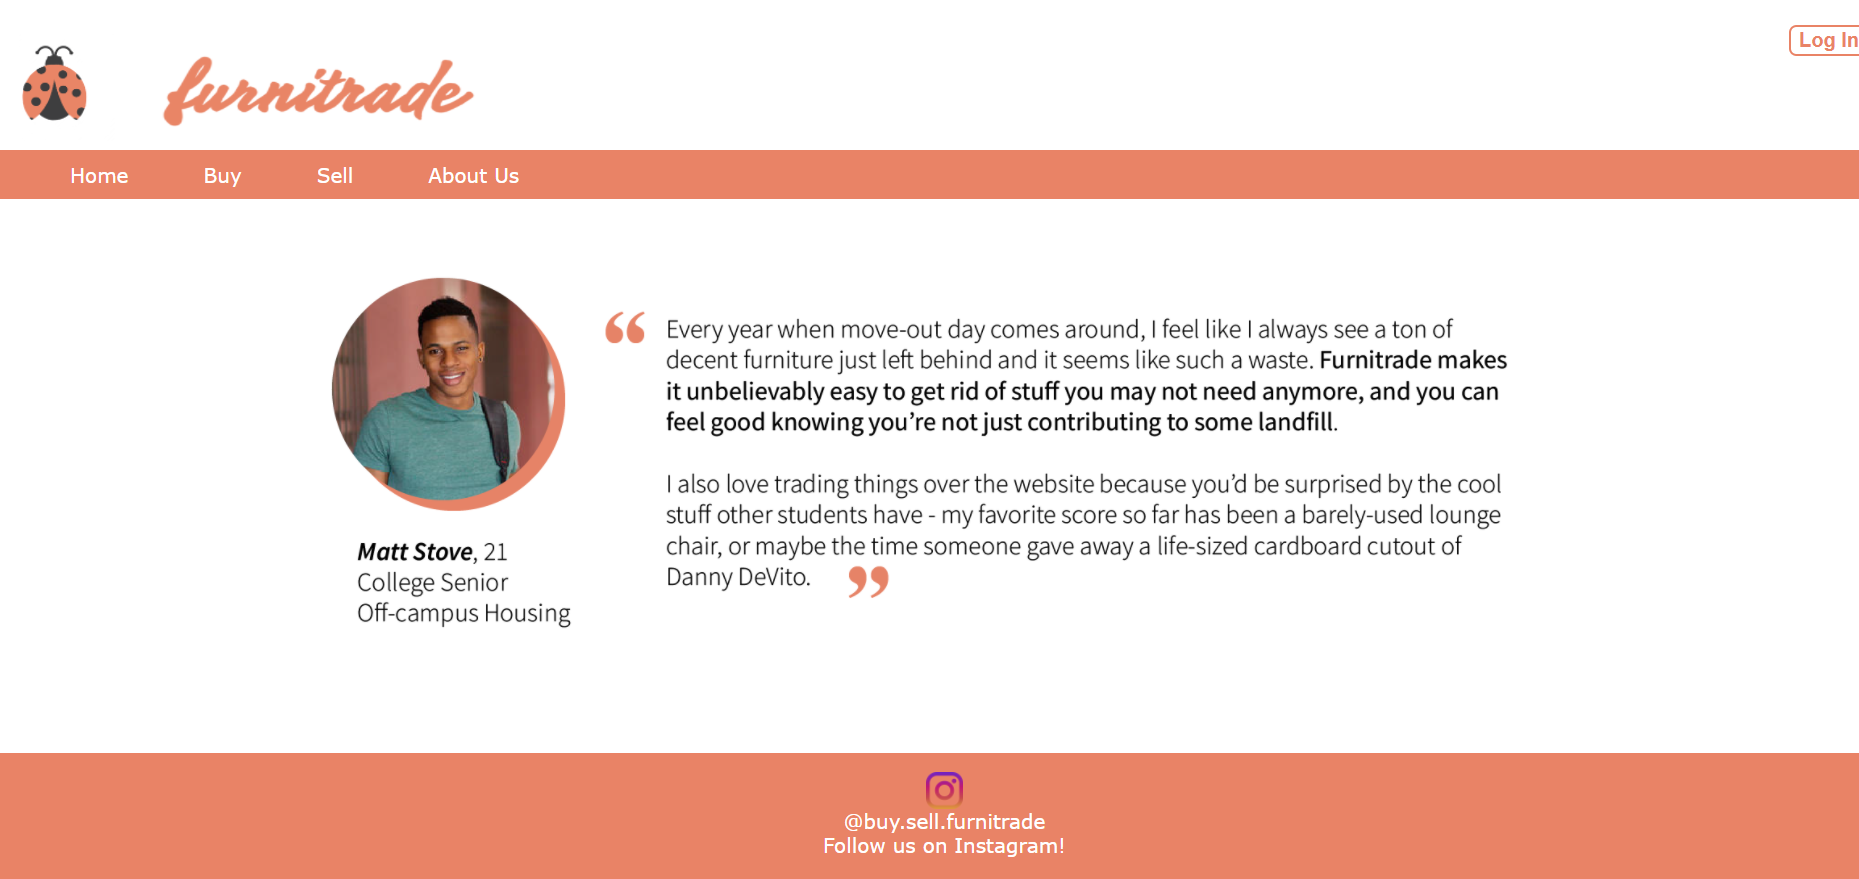 Log In
furnitrade
Home Buy Sell About Us
“ Every year when move-out day comes around, I feel like I always see a ton of
decent furniture just left behind and it seems like such a waste. Furnitrade makes
it unbelievably easy to get rid of stuff you may not need anymore, and you can
feel good knowing you’re not just contributing to some landfill.
I also love trading things over the website because you’d be surprised by the cool
stuff other students have - my favorite score so far has been a barely-used lounge
chair, or maybe the time someone gave away a life-sized cardboard cutout of
Danny DeVito. ”
Matt Stove, 21
College Senior
Off-campus Housing
@buy.sell.furnitrade
Follow us on Instagram!